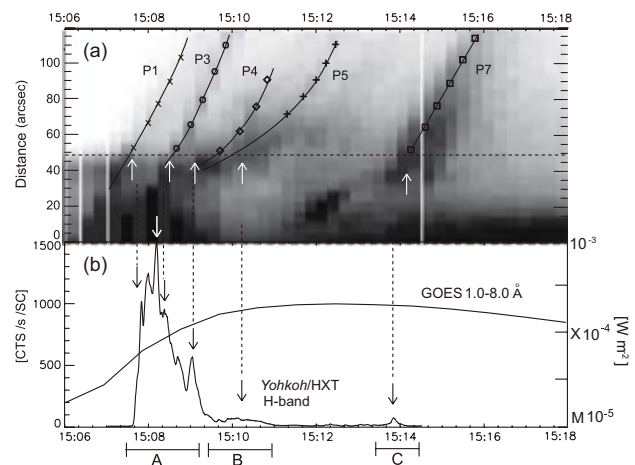 15:06 15:08 15:10 15:12 15:14 15:16 15:18
(a)
P1 P3 P4 P5 P7
Distance (arcsec)
100
80
60
40
20
0
(b)
1500
1000
500
0
[CTS /s /SC]
GOES 1.0-8.0 Å
Yohkoh/HXT
H-band
10-3
X 10-4
M 10-5
[W m2]
15:06 15:08 15:10 15:12 15:14 15:16 15:18
A B C